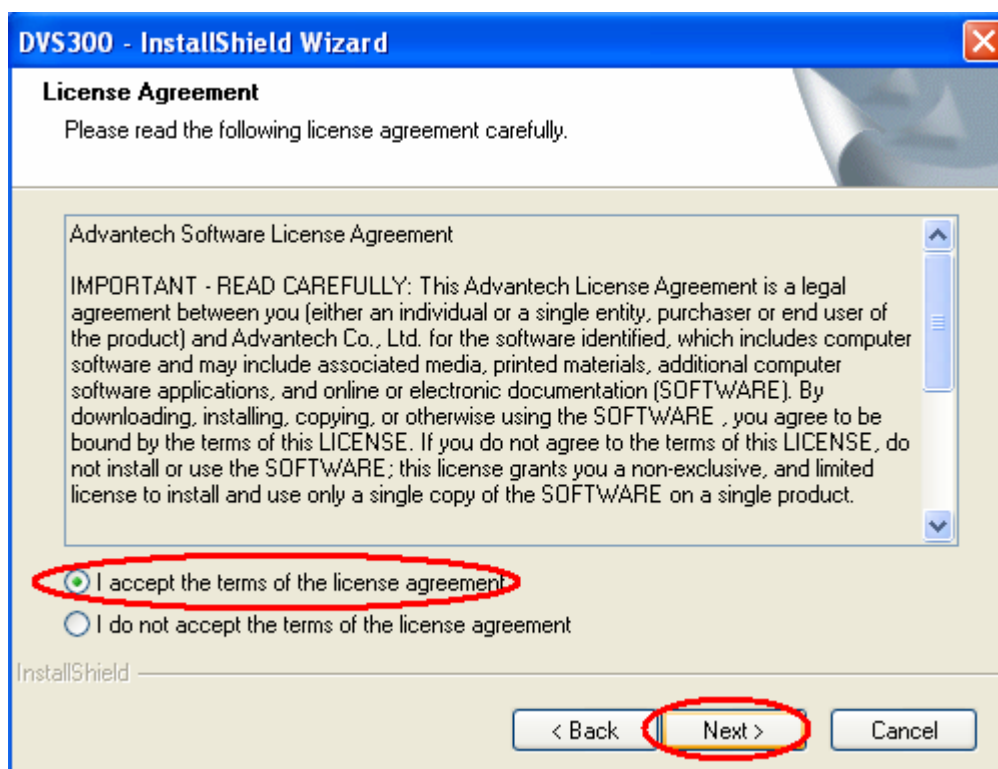 DVS300 - InstallShield Wizard
License Agreement
Please read the following license agreement carefully.
Advantech Software License Agreement
IMPORTANT - READ CAREFULLY: This Advantech License Agreement is a legal
agreement between you (either an individual or a single entity, purchaser or end user of
the product) and Advantech Co., Ltd. for the software identified, which includes computer
software and may include associated media, printed materials, additional computer
software applications, and online or electronic documentation (SOFTWARE). By
downloading, installing, copying, or otherwise using the SOFTWARE , you agree to be
bound by the terms of this LICENSE. If you do not agree to the terms of this LICENSE, do
not install or use the SOFTWARE; this license grants you a non-exclusive, and limited
license to install and use only a single copy of the SOFTWARE on a single product.
I accept the terms of the license agreement
I do not accept the terms of the license agreement
InstallShield
< Back Next > Cancel